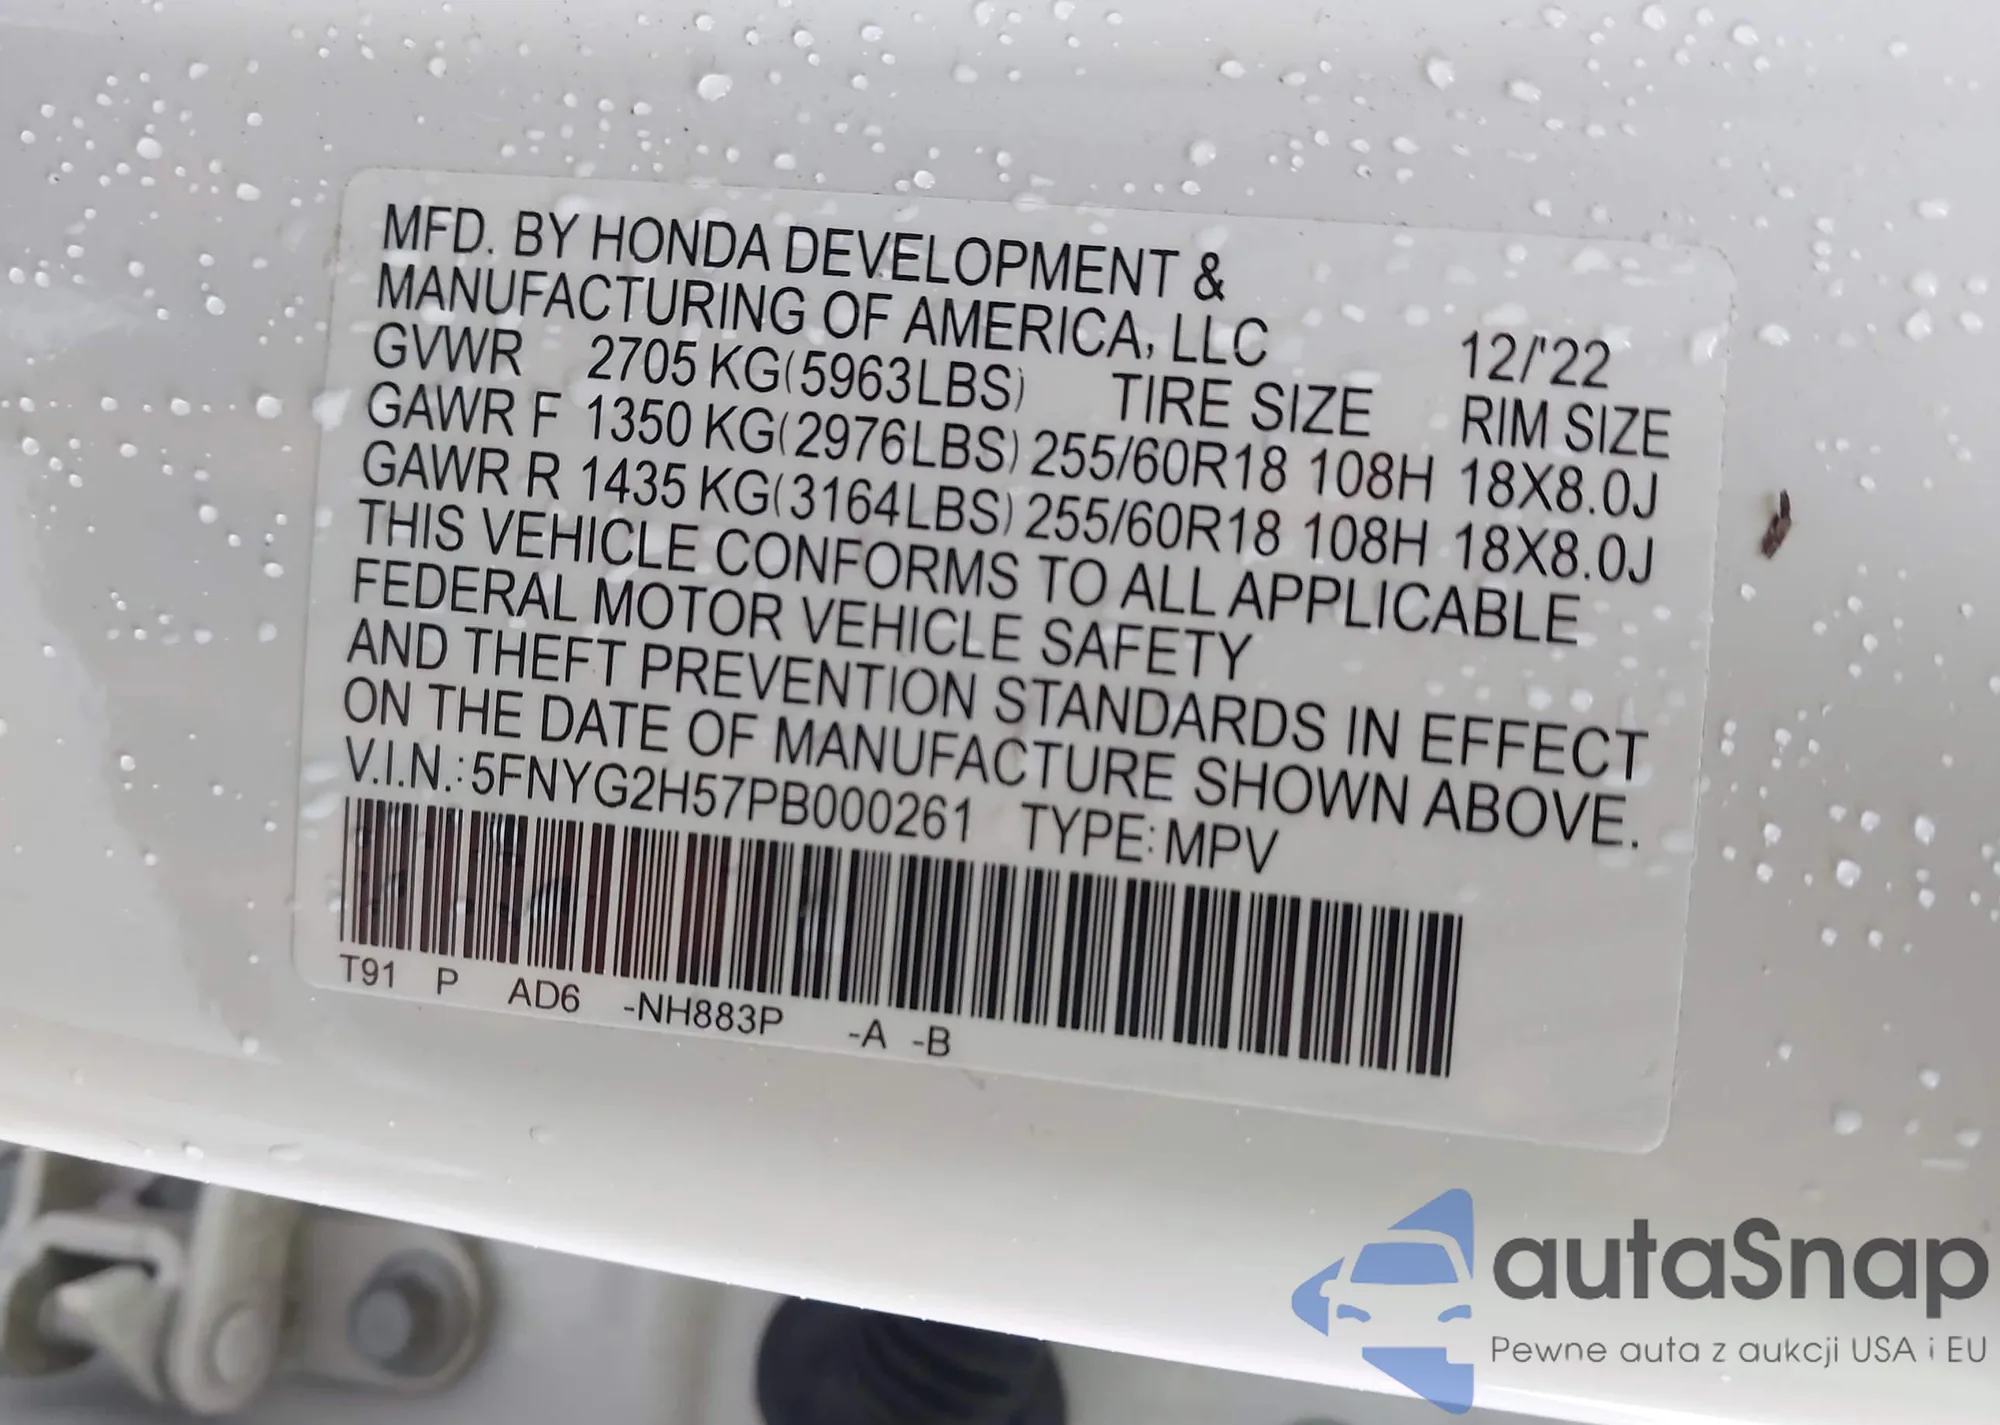 MFD. BY HONDA DEVELOPMENT &
MANUFACTURING OF AMERICA, LLC 12/'22
GVWR 2705 KG(5963LBS) TIRE SIZE RIM SIZE
GAWR F 1350 KG(2976LBS) 255/60R18 108H 18X8.0J
GAWR R 1435 KG(3164LBS) 255/60R18 108H 18X8.0J
THIS VEHICLE CONFORMS TO ALL APPLICABLE
FEDERAL MOTOR VEHICLE SAFETY
AND THEFT PREVENTION STANDARDS IN EFFECT
ON THE DATE OF MANUFACTURE SHOWN ABOVE.
V.I.N.: 5FNYG2H57PB000261 TYPE: MPV
T91 P AD6 -NH883P -A -B
autaSnap
Pewne auta z aukcji USA i EU